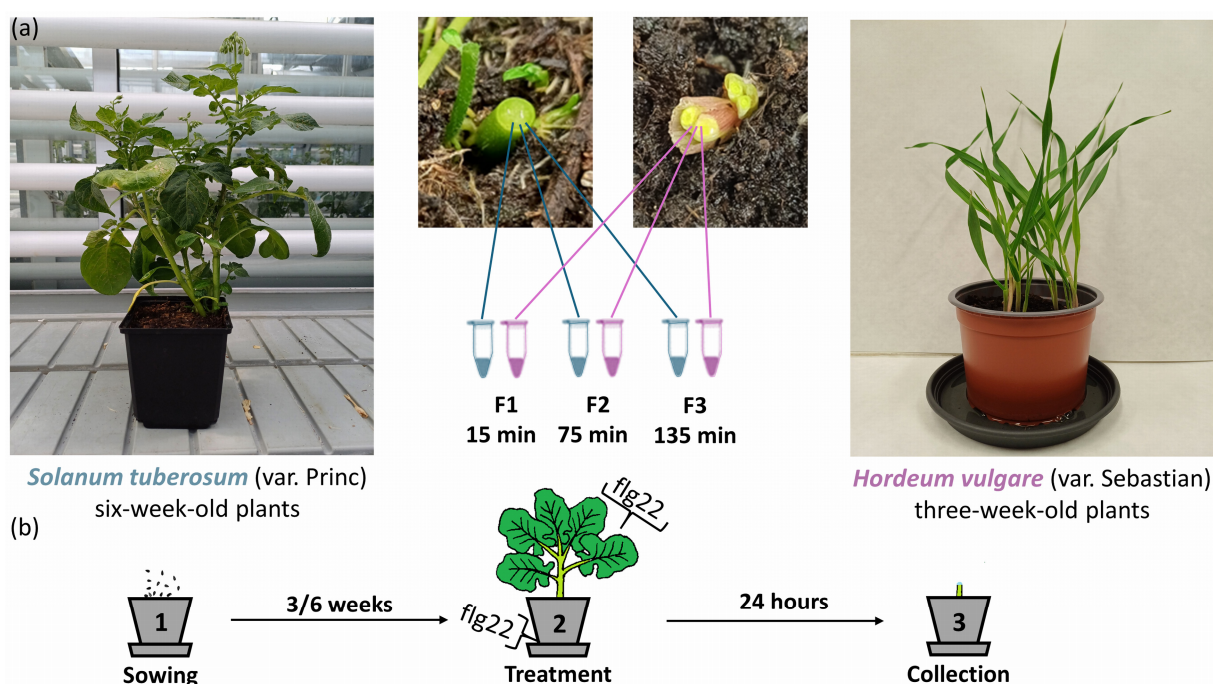 (a)
F1 F2 F3
15 min 75 min 135 min
Solanum tuberosum (var. Princ)
six-week-old plants
Hordeum vulgare (var. Sebastian)
three-week-old plants
(b)
flg22
1
3/6 weeks
flg22
2
24 hours
3
Sowing
Treatment
Collection